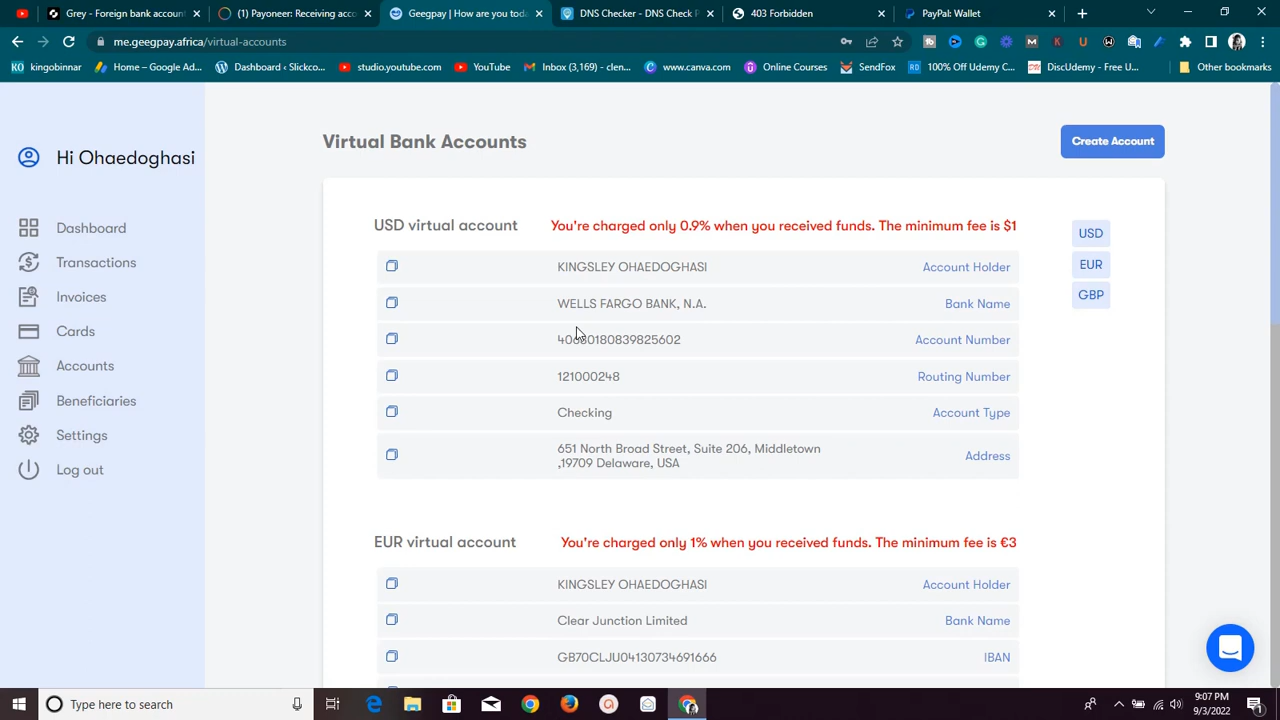 Grey - Foreign bank account
(10) Payoneer: Receiving acco
Geegpay | How are you toda
DNS Checker - DNS Check P
403 Forbidden
PayPal: Wallet
me.geegpay.africa/virtual-accounts
kingobinnar
Home – Google Ad...
Dashboard ‹ Slickco...
studio.youtube.com
YouTube
Inbox (3,169) - clen...
www.canva.com
Online Courses
SendFox
100% Off Udemy C...
DiscUdemy - Free U...
Other bookmarks
Hi Ohaedoghasi
Dashboard
Transactions
Invoices
Cards
Accounts
Beneficiaries
Settings
Log out
Virtual Bank Accounts
Create Account
USD virtual account
You're charged only 0.9% when you received funds. The minimum fee is $1
KINGSLEY OHAEDOGHASI Account Holder
WELLS FARGO BANK, N.A. Bank Name
Account Number
121000248 Routing Number
Checking Account Type
651 North Broad Street, Suite 206, Middletown
,19709 Delaware, USA
Address
USD
EUR
GBP
EUR virtual account
You're charged only 1% when you received funds. The minimum fee is €3
KINGSLEY OHAEDOGHASI Account Holder
Clear Junction Limited Bank Name
GB70CLJU04130734691666 IBAN
Type here to search
9:07 PM
9/3/2022